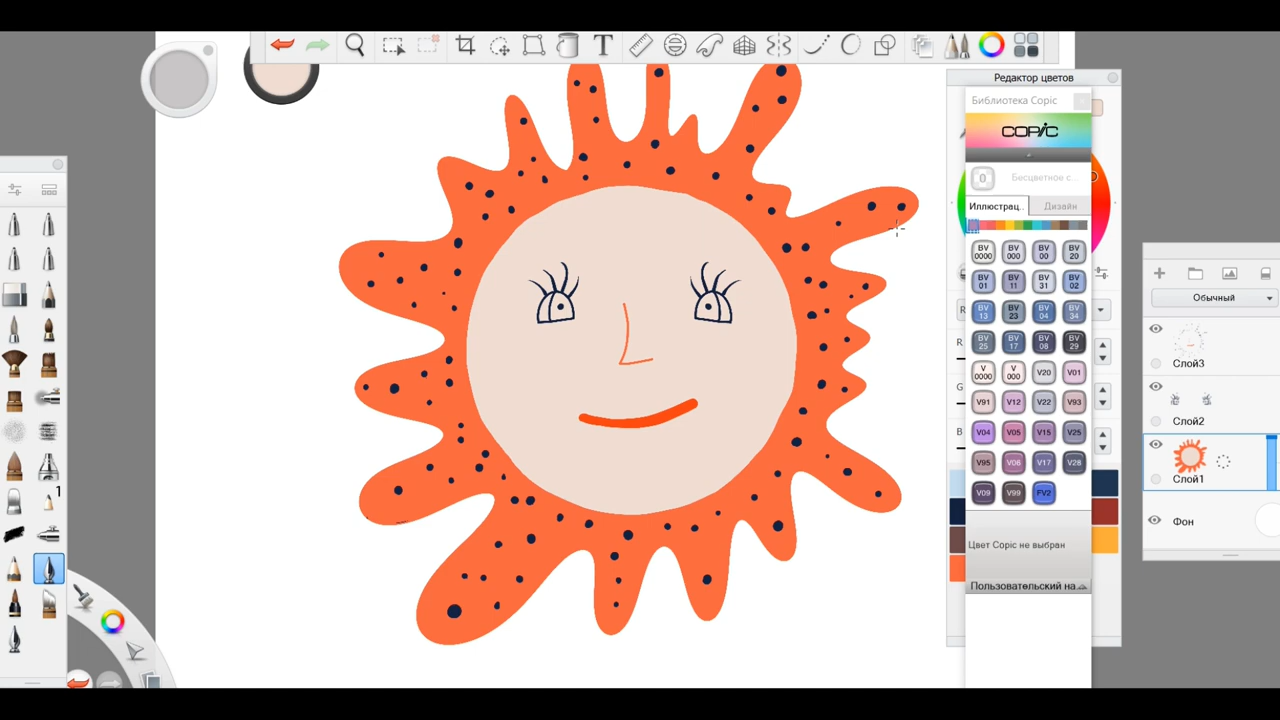 T
Редактор цветов
Библиотека Copic
COPIC
0
Бесцветное с..
Иллюстрац..
Дизайн
BV 0000
BV 000
BV 00
BV 20
BV 01
BV 11
BV 31
BV 02
BV 13
BV 23
BV 04
BV 34
BV 25
BV 17
BV 08
BV 29
V 0000
V 000
V20
V01
V91
V12
V22
V93
V04
V05
V15
V25
V95
V06
V17
V28
V09
V99
FV2
R
R
G
B
Цвет Copic не выбран
Пользовательский на...
Обычный
Слой3
Слой2
Слой1
Фон
1